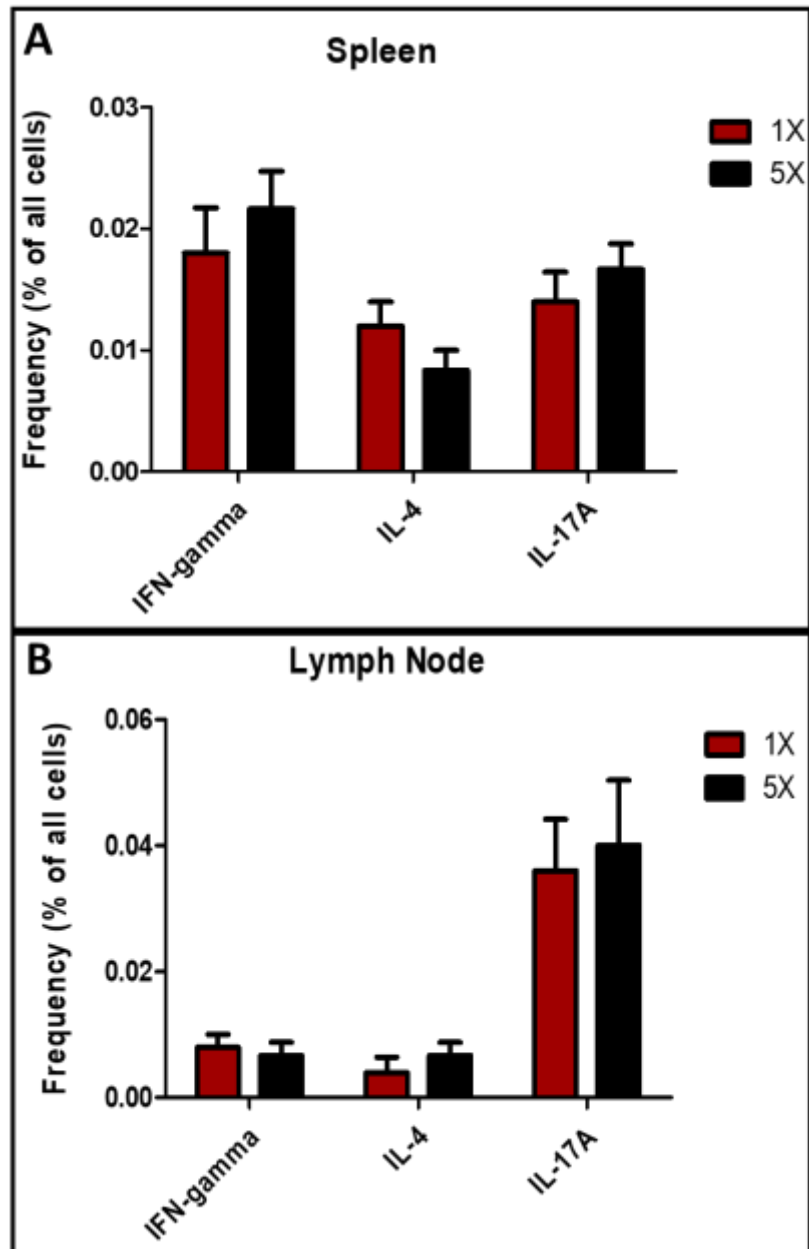 A
Spleen
Frequency (% of all cells)
0.03
0.02
0.01
0.00
1X
5X
IFN-gamma
IL-4
IL-17A
B
Lymph Node
Frequency (% of all cells)
0.06
0.04
0.02
0.00
1X
5X
IFN-gamma
IL-4
IL-17A